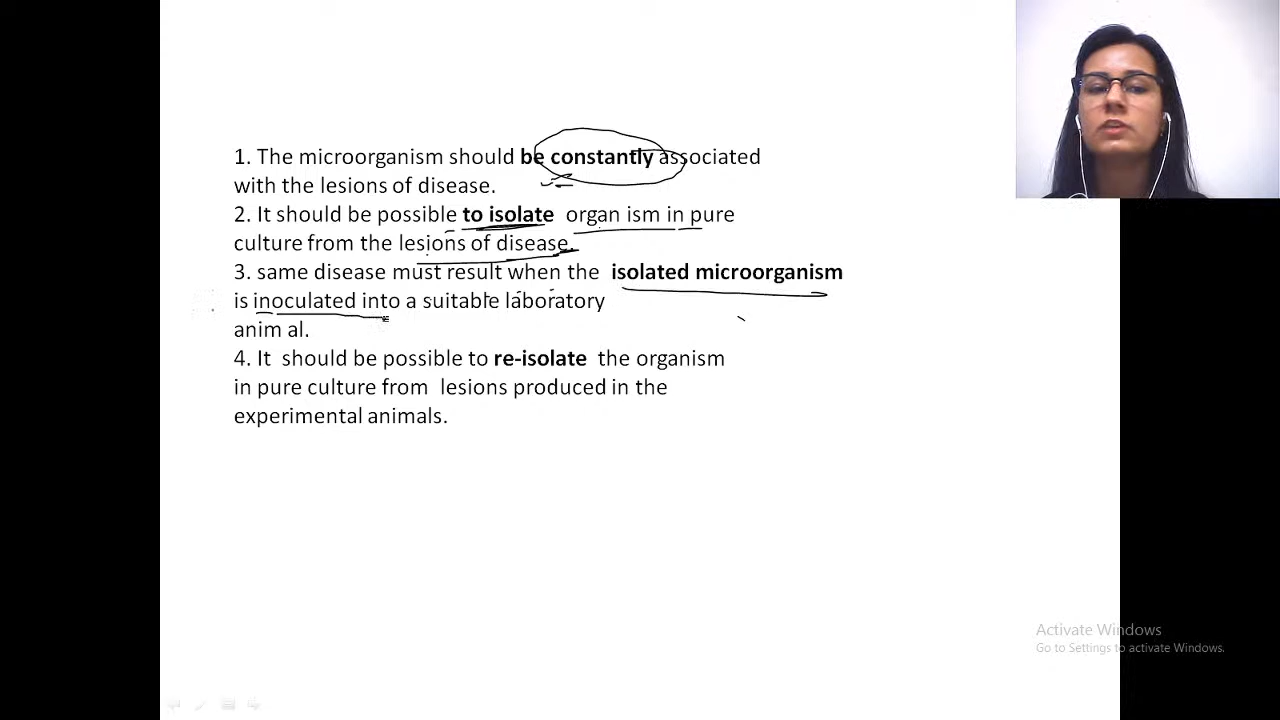 1. The microorganism should be constantly associated
with the lesions of disease.
2. It should be possible to isolate organ ism in pure
culture from the lesions of disease.
3. same disease must result when the isolated microorganism
is inoculated into a suitable laboratory
anim al.
4. It should be possible to re-isolate the organism
in pure culture from lesions produced in the
experimental animals.
Activate Windows
Go to Settings to activate Windows.